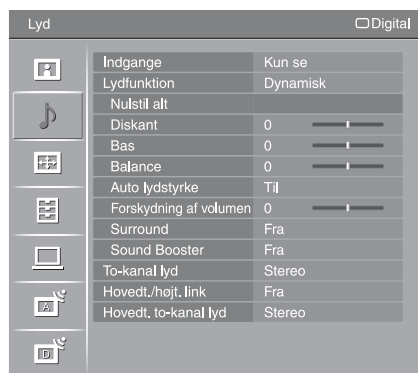 Lyd Digital
Indgange Kun se
Lydfunktion Dynamisk
Nulstil alt
Diskant 0
Bas 0
Balance 0
Auto lydstyrke Til
Forskydning af volumen 0
Surround Fra
Sound Booster Fra
To-kanal lyd Stereo
Hovedt./højt. link Fra
Hovedt. to-kanal lyd Stereo
A
D